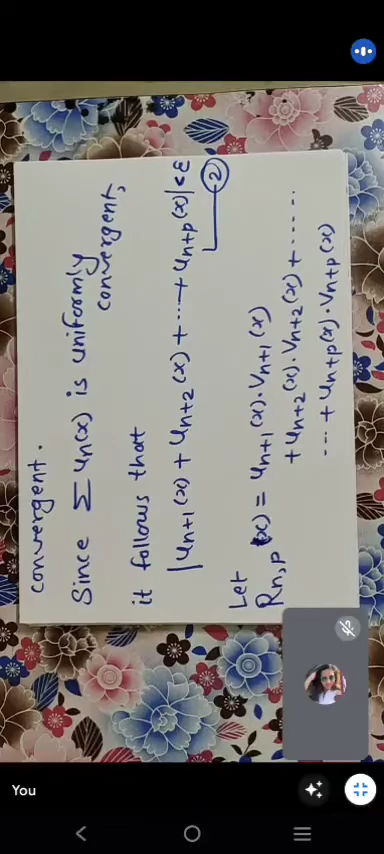 convergent.
Since ∑ un(x) is uniformly
convergent,
it follows that
|un+1(x) + un+2(x) + ... + un+p(x)| < ε
②
Let
Rn,p(x) = un+1(x).vn+1(x)
+ un+2(x).vn+2(x) + .....
... + un+p(x).vn+p(x)
You